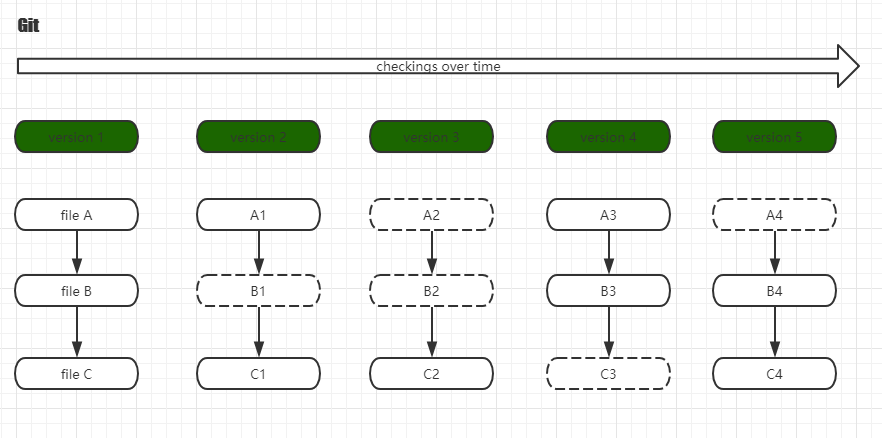 Git
checkings over time
version 1 version 2 version 3 version 4 version 5
file A A1 A2 A3 A4
file B B1 B2 B3 B4
file C C1 C2 C3 C4